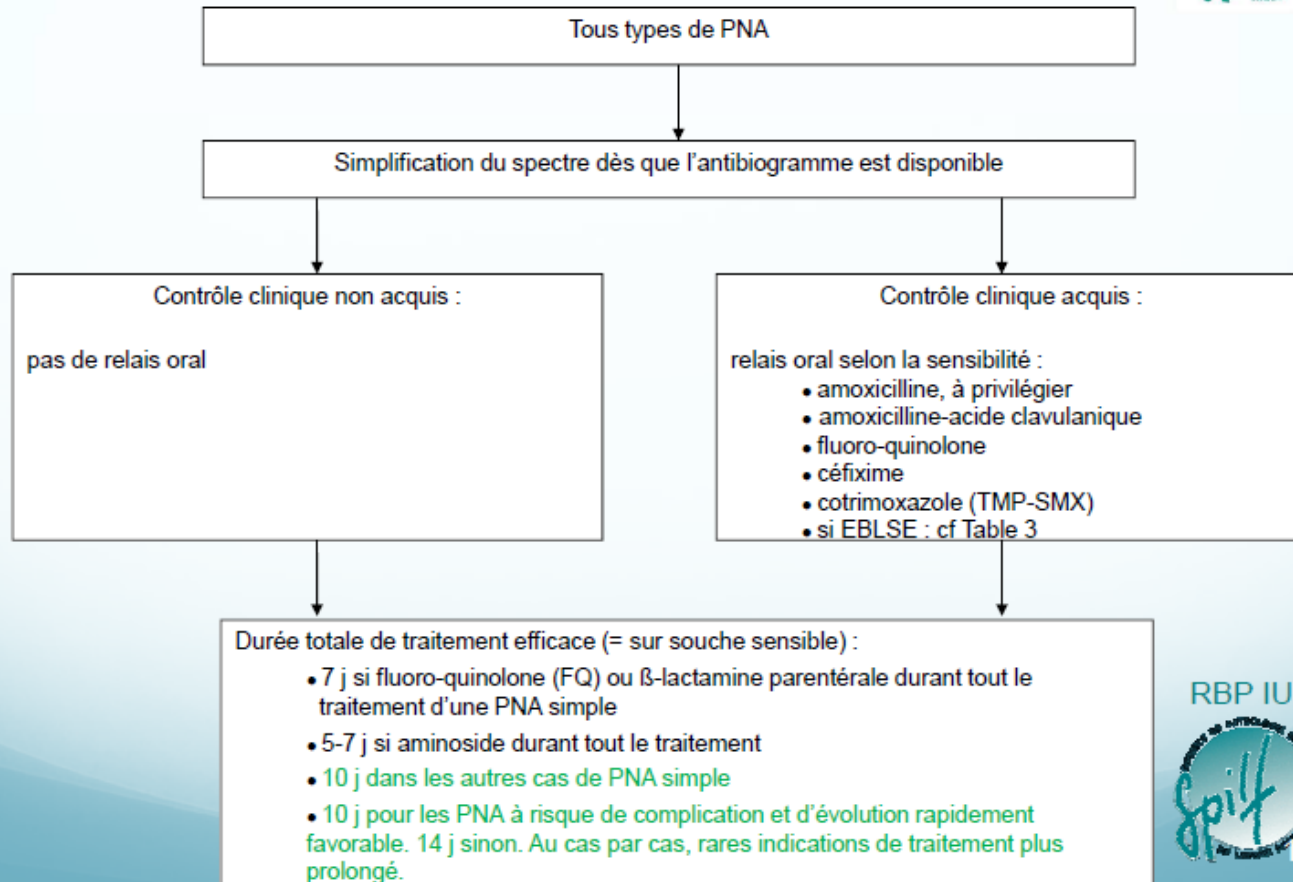 Tous types de PNA
Simplification du spectre dès que l'antibiogramme est disponible
Contrôle clinique non acquis :
pas de relais oral
Contrôle clinique acquis :
relais oral selon la sensibilité :
• amoxicilline, à privilégier
• amoxicilline-acide clavulanique
• fluoro-quinolone
• céfixime
• cotrimoxazole (TMP-SMX)
• si EBLSE : cf Table 3
Durée totale de traitement efficace (= sur souche sensible) :
• 7 j si fluoro-quinolone (FQ) ou ß-lactamine parentérale durant tout le
traitement d'une PNA simple
• 5-7 j si aminoside durant tout le traitement
• 10 j dans les autres cas de PNA simple
• 10 j pour les PNA à risque de complication et d'évolution rapidement
favorable. 14 j sinon. Au cas par cas, rares indications de traitement plus
prolongé.
RBP IU
Spilf